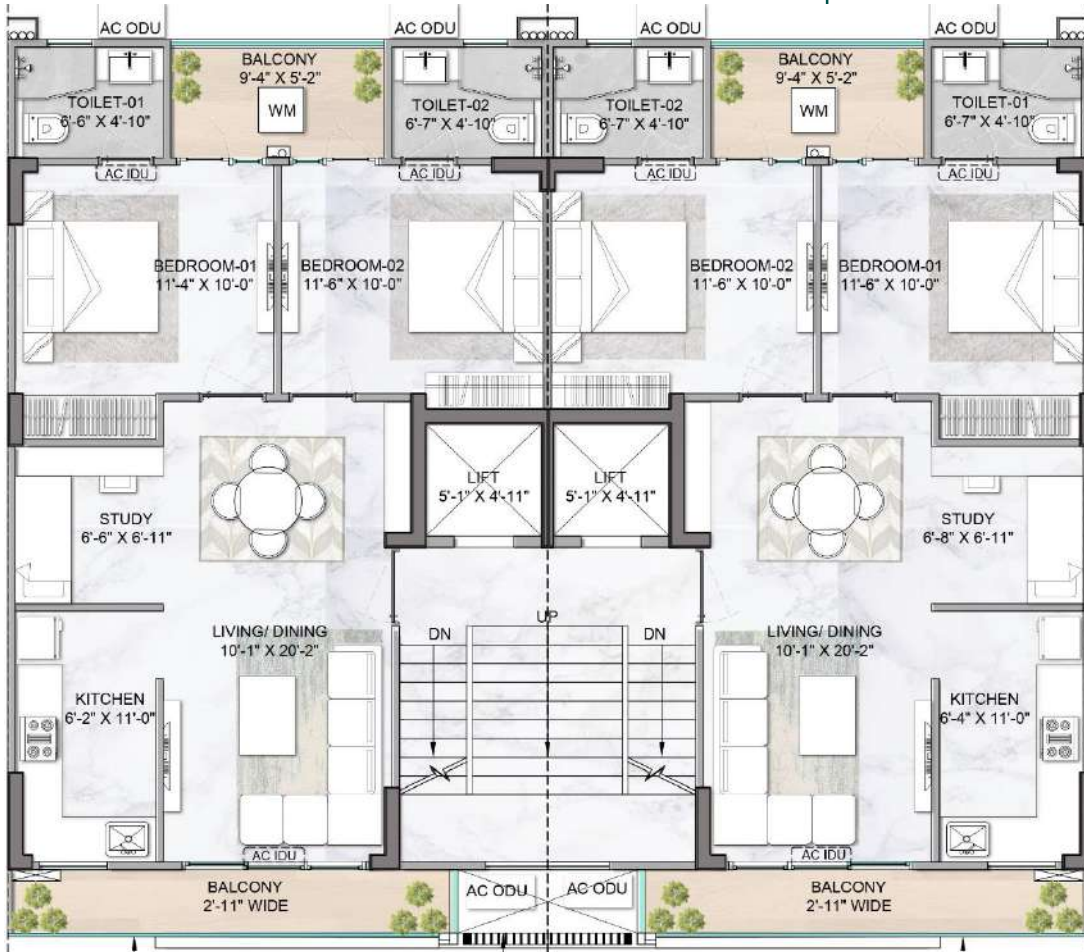 AC ODU
AC ODU
AC ODU
AC ODU
BALCONY
9'-4" X 5'-2"
BALCONY
9'-4" X 5'-2"
TOILET-01
6'-6" X 4'-10"
WM
TOILET-02
6'-7" X 4'-10"
TOILET-02
6'-7" X 4'-10"
WM
TOILET-01
6'-7" X 4'-10"
AC IDU
AC IDU
AC IDU
AC IDU
BEDROOM-01
11'-4" X 10'-0"
BEDROOM-02
11'-6" X 10'-0"
BEDROOM-02
11'-6" X 10'-0"
BEDROOM-01
11'-6" X 10'-0"
LIFT
5'-1" X 4'-11"
LIFT
5'-1" X 4'-11"
STUDY
6'-6" X 6'-11"
STUDY
6'-8" X 6'-11"
UP
DN
DN
LIVING/ DINING
10'-1" X 20'-2"
LIVING/ DINING
10'-1" X 20'-2"
KITCHEN
6'-2" X 11'-0"
KITCHEN
6'-4" X 11'-0"
AC IDU
AC IDU
BALCONY
2'-11" WIDE
AC ODU
AC ODU
BALCONY
2'-11" WIDE